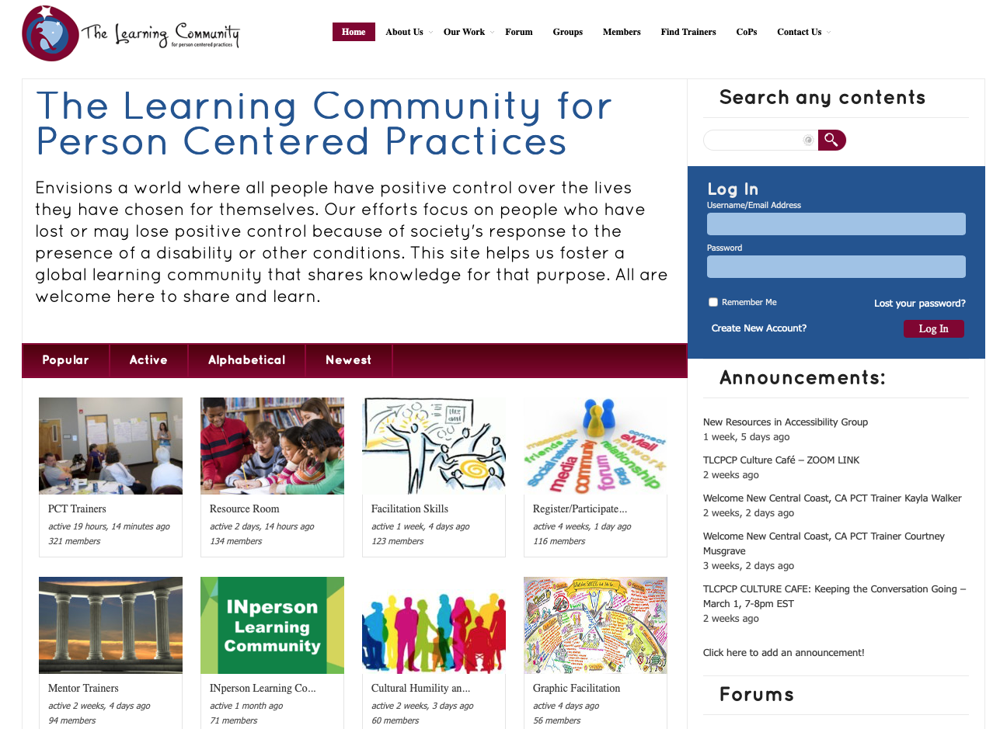 The Learning Community
for person centered practices
Home
About Us
Our Work
Forum
Groups
Members
Find Trainers
CoPs
Contact Us
The Learning Community for
Person Centered Practices
Envisions a world where all people have positive control over the lives
they have chosen for themselves. Our efforts focus on people who have
lost or may lose positive control because of society's response to the
presence of a disability or other conditions. This site helps us foster a
global learning community that shares knowledge for that purpose. All are
welcome here to share and learn.
Popular
Active
Alphabetical
Newest
PCT Trainers
active 19 hours, 14 minutes ago
321 members
Resource Room
active 2 days, 14 hours ago
134 members
Facilitation Skills
active 1 week, 4 days ago
123 members
messenger
friends
social network
media
community
forum
Blog
relationship
network
eMail
connect
Register/Participate...
active 4 weeks, 1 day ago
116 members
Mentor Trainers
active 2 weeks, 4 days ago
94 members
INperson
Learning
Community
INperson Learning Co...
active 1 month ago
71 members
Cultural Humility an...
active 2 weeks, 3 days ago
60 members
Graphic Facilitation
active 4 days ago
56 members
Search any contents
Log In
Username/Email Address
Password
Remember Me
Lost your password?
Create New Account?
Log In
Announcements:
New Resources in Accessibility Group
1 week, 5 days ago
TLCPCP Culture Café – ZOOM LINK
2 weeks ago
Welcome New Central Coast, CA PCT Trainer Kayla Walker
2 weeks, 2 days ago
Welcome New Central Coast, CA PCT Trainer Courtney
Musgrave
3 weeks, 2 days ago
TLCPCP CULTURE CAFE: Keeping the Conversation Going –
March 1, 7-8pm EST
2 weeks ago
Click here to add an announcement!
Forums